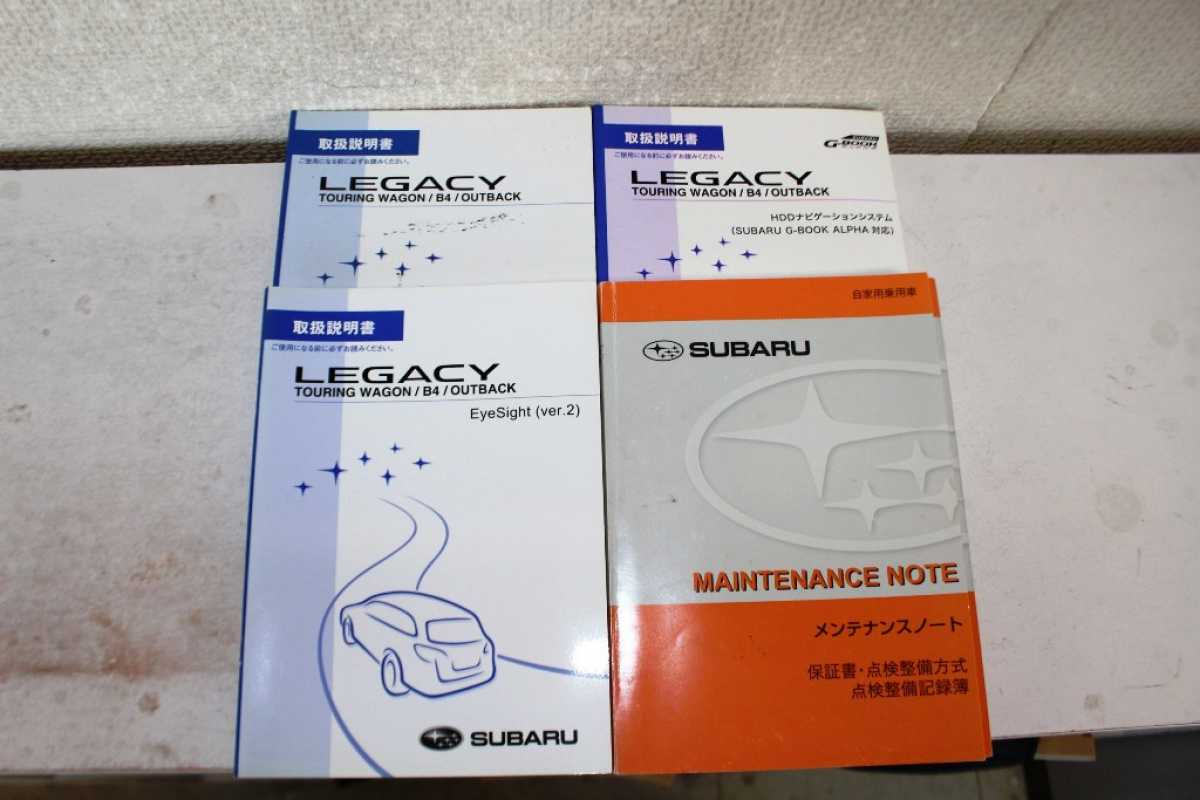 取扱説明書
ご使用になる前に必ずお読みください。
LEGACY
TOURING WAGON / B4 / OUTBACK
取扱説明書
ご使用になる前に必ずお読みください。
SUBARU
G-BOOK
LEGACY
TOURING WAGON / B4 / OUTBACK
HDDナビゲーションシステム
(SUBARU G-BOOK ALPHA 対応)
取扱説明書
ご使用になる前に必ずお読みください。
LEGACY
TOURING WAGON / B4 / OUTBACK
EyeSight (ver.2)
SUBARU
自家用乗用車
SUBARU
MAINTENANCE NOTE
メンテナンスノート
保証書・点検整備方式
点検整備記録簿